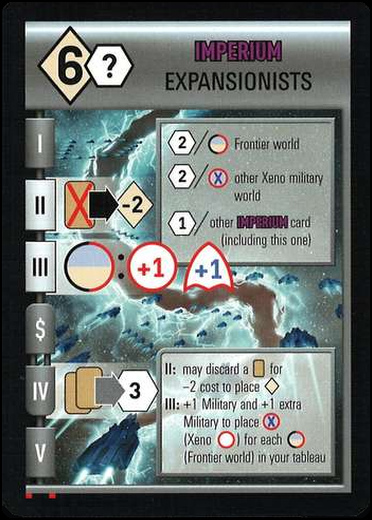 6 ?
IMPERIUM
EXPANSIONISTS
I
2 / Frontier world
2 / X other Xeno military
world
1 / other IMPERIUM card
(including this one)
II
-2
III
: +1 +1
$
IV
3
V
II: may discard a for
-2 cost to place
III: +1 Military and +1 extra
Military to place X
(Xeno ) for each
(Frontier world) in your tableau